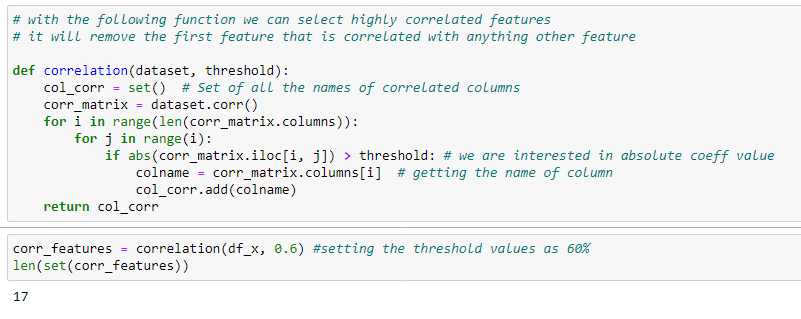 # with the following function we can select highly correlated features
# it will remove the first feature that is correlated with anything other feature
def correlation(dataset, threshold):
    col_corr = set()  # Set of all the names of correlated columns
    corr_matrix = dataset.corr()
    for i in range(len(corr_matrix.columns)):
        for j in range(i):
            if abs(corr_matrix.iloc[i, j]) > threshold: # we are interested in absolute coeff value
                colname = corr_matrix.columns[i]  # getting the name of column
                col_corr.add(colname)
    return col_corr
corr_features = correlation(df_x, 0.6) #setting the threshold values as 60%
len(set(corr_features))
17